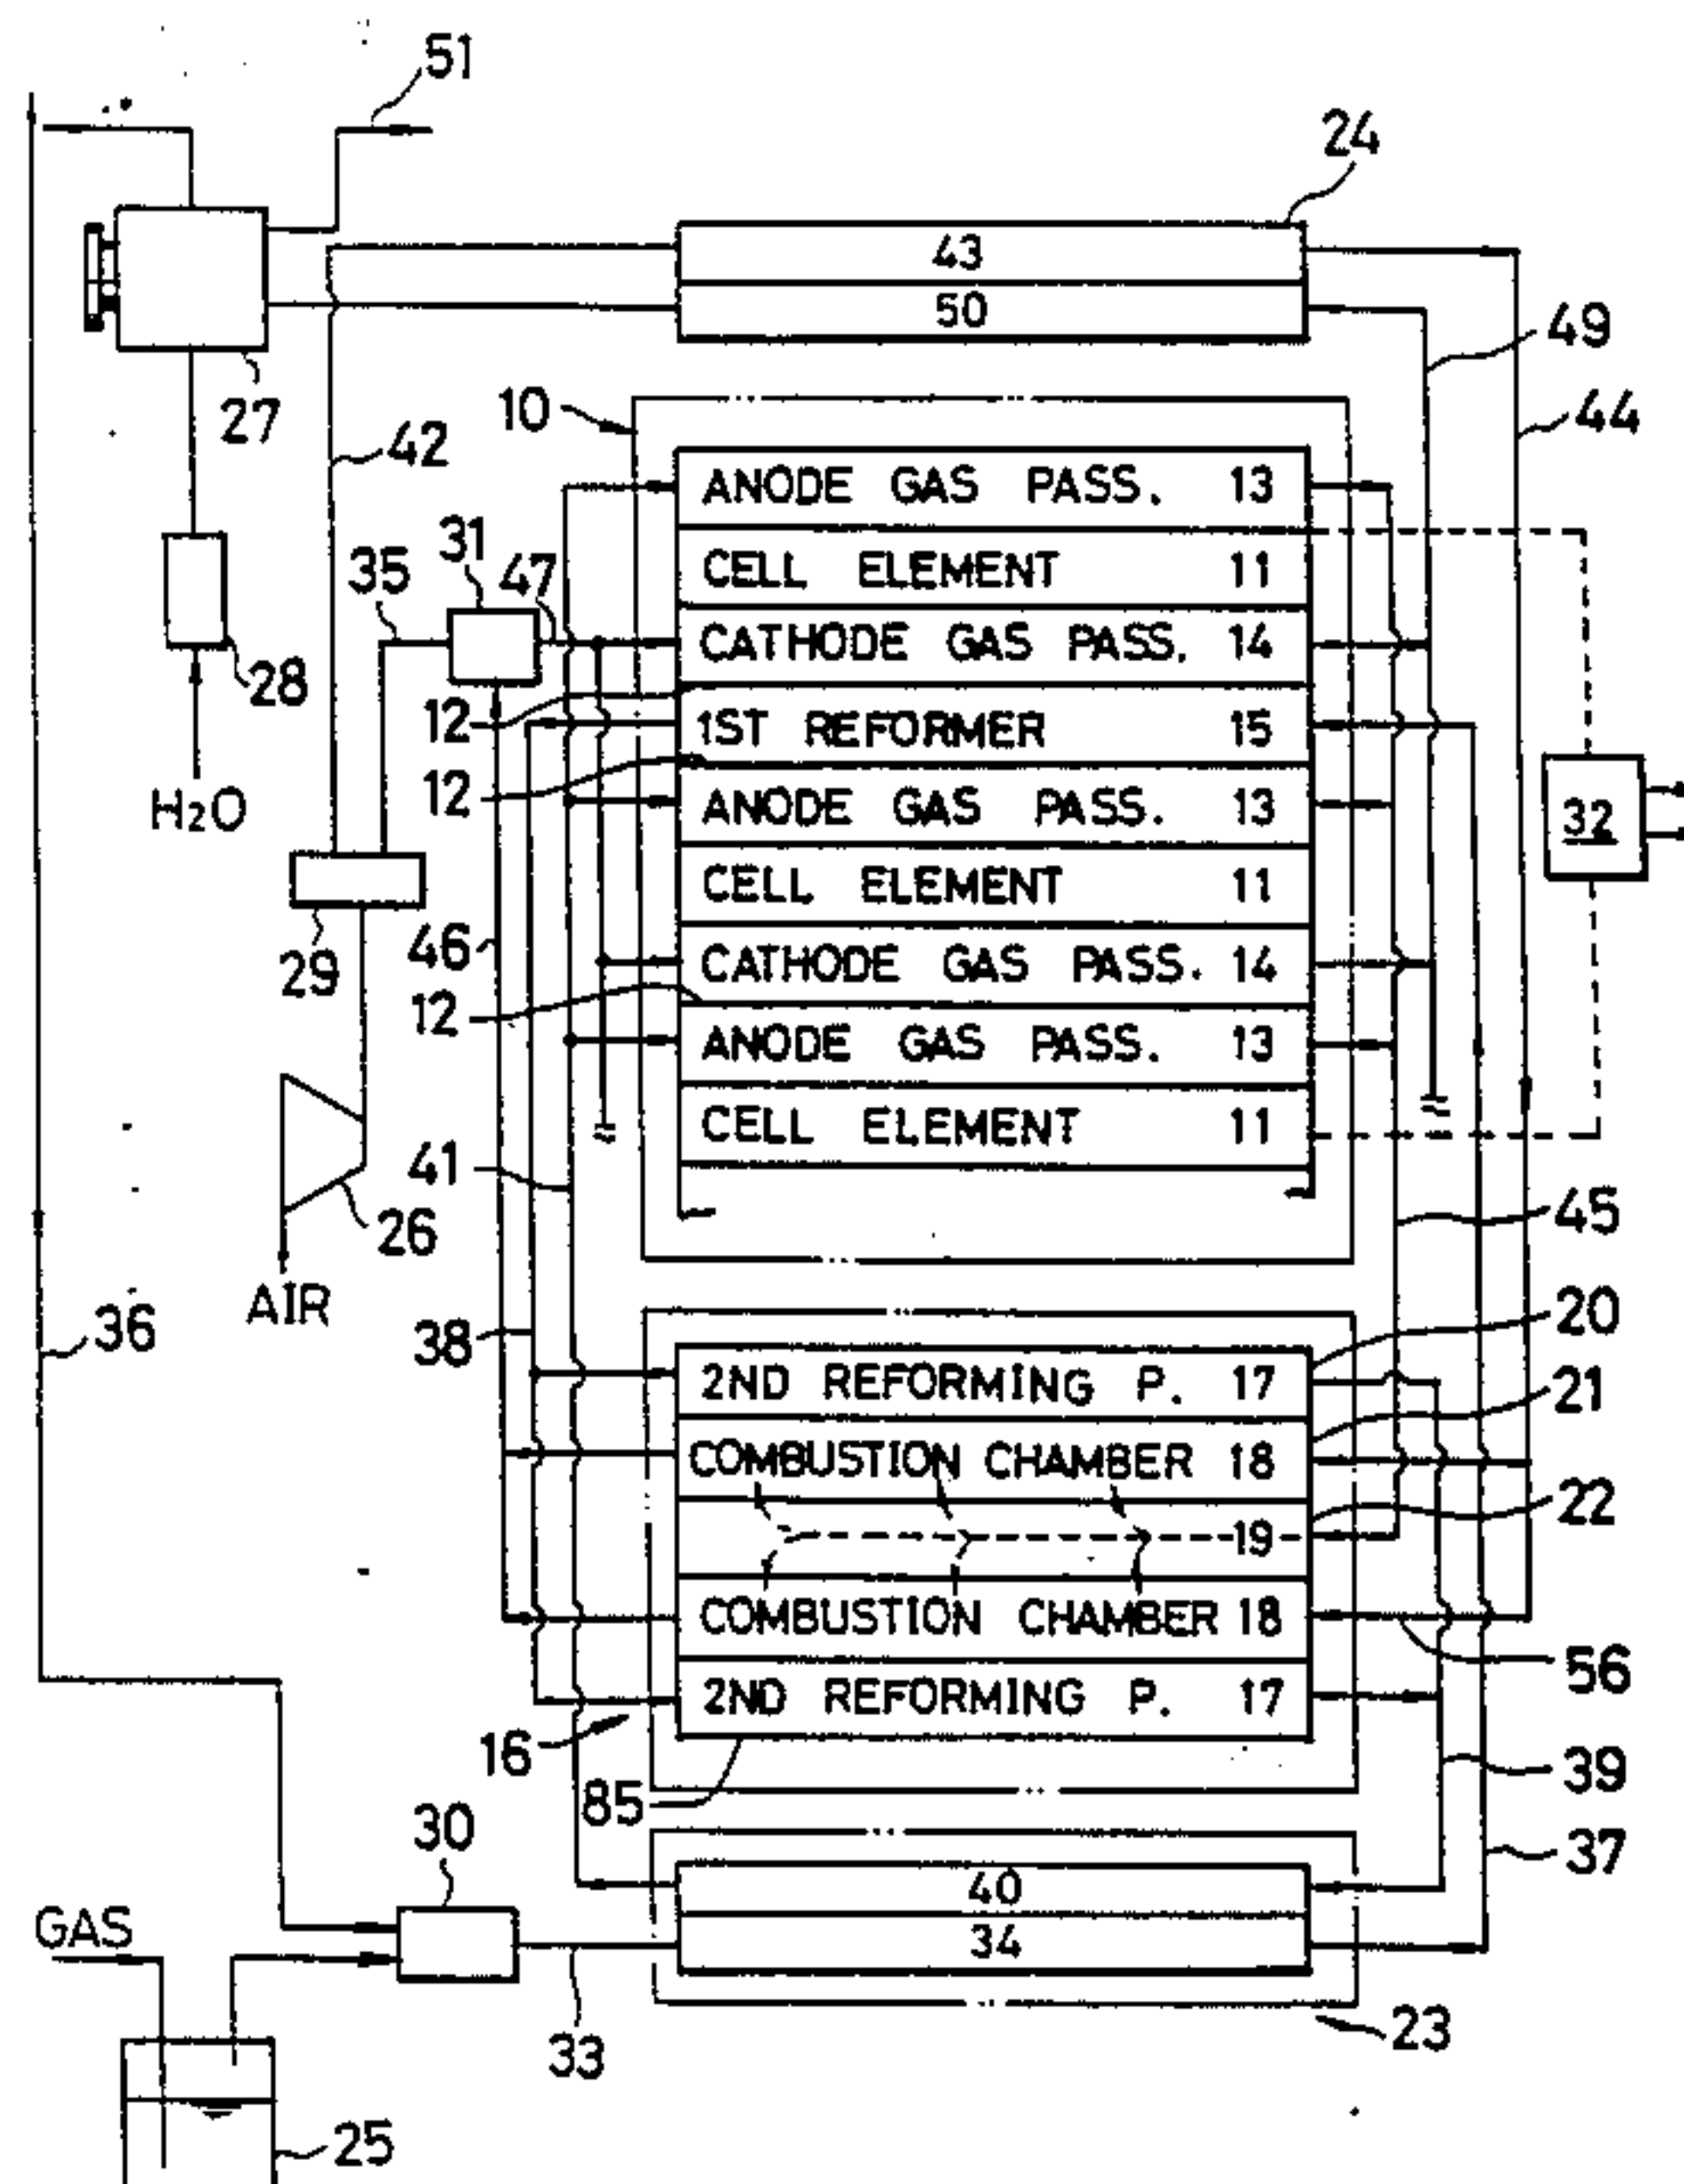 51
24
43
50
49
27
10
44
42
ANODE GAS PASS. 13
31
35
47
CELL ELEMENT 11
CATHODE GAS PASS. 14
28
12
1ST REFORMER 15
12
H2O
ANODE GAS PASS. 13
32
CELL ELEMENT 11
46
29
CATHODE GAS PASS. 14
12
ANODE GAS PASS. 13
CELL ELEMENT 11
41
26
45
AIR
36
38
20
2ND REFORMING P. 17
21
COMBUSTION CHAMBER 18
22
19
COMBUSTION CHAMBER 18
56
2ND REFORMING P. 17
16
39
85
30
37
40
GAS
34
33
23
25